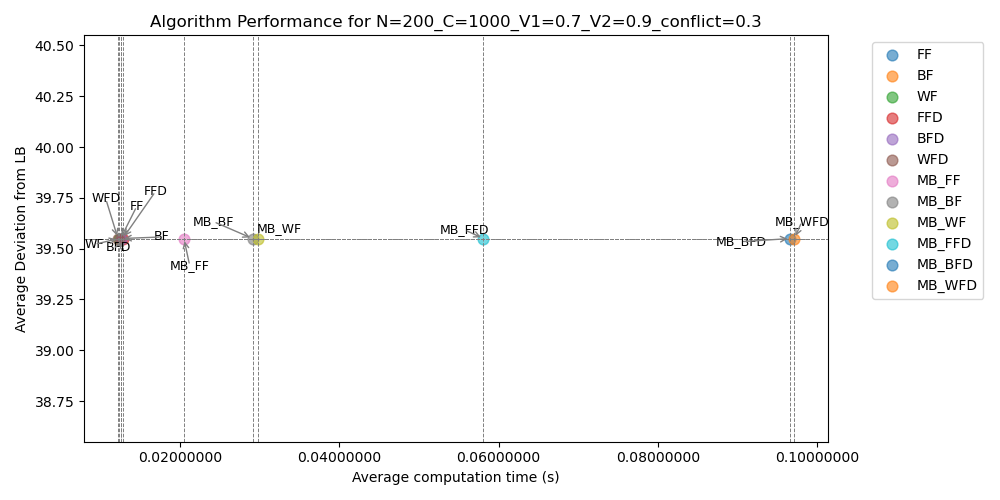 Algorithm Performance for N=200_C=1000_V1=0.7_V2=0.9_conflict=0.3
Average Deviation from LB
40.50
40.25
40.00
39.75
39.50
39.25
39.00
38.75
WFD
FFD
FF
WF
BFD
BF
MB_FF
MB_BF
MB_WF
MB_FFD
MB_BFD
MB_WFD
0.02000000
0.04000000
0.06000000
0.08000000
0.10000000
Average computation time (s)
FF
BF
WF
FFD
BFD
WFD
MB_FF
MB_BF
MB_WF
MB_FFD
MB_BFD
MB_WFD